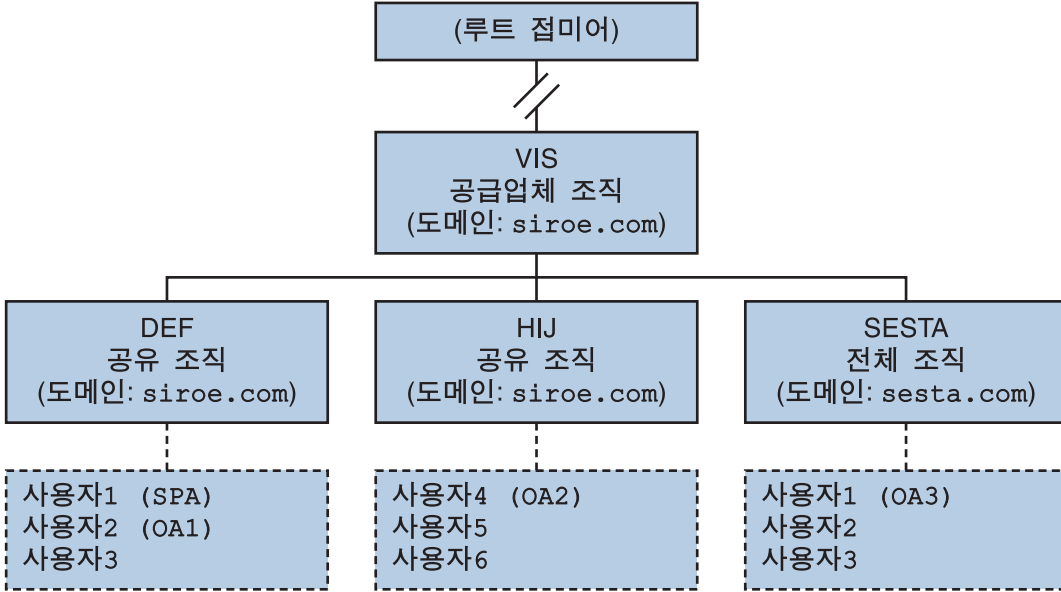 (루트 접미어)
VIS
공급업체 조직
(도메인: siroe.com)
DEF
공유 조직
(도메인: siroe.com)
HIJ
공유 조직
(도메인: siroe.com)
SESTA
전체 조직
(도메인: sesta.com)
사용자1 (SPA)
사용자2 (OA1)
사용자3
사용자4 (OA2)
사용자5
사용자6
사용자1 (OA3)
사용자2
사용자3